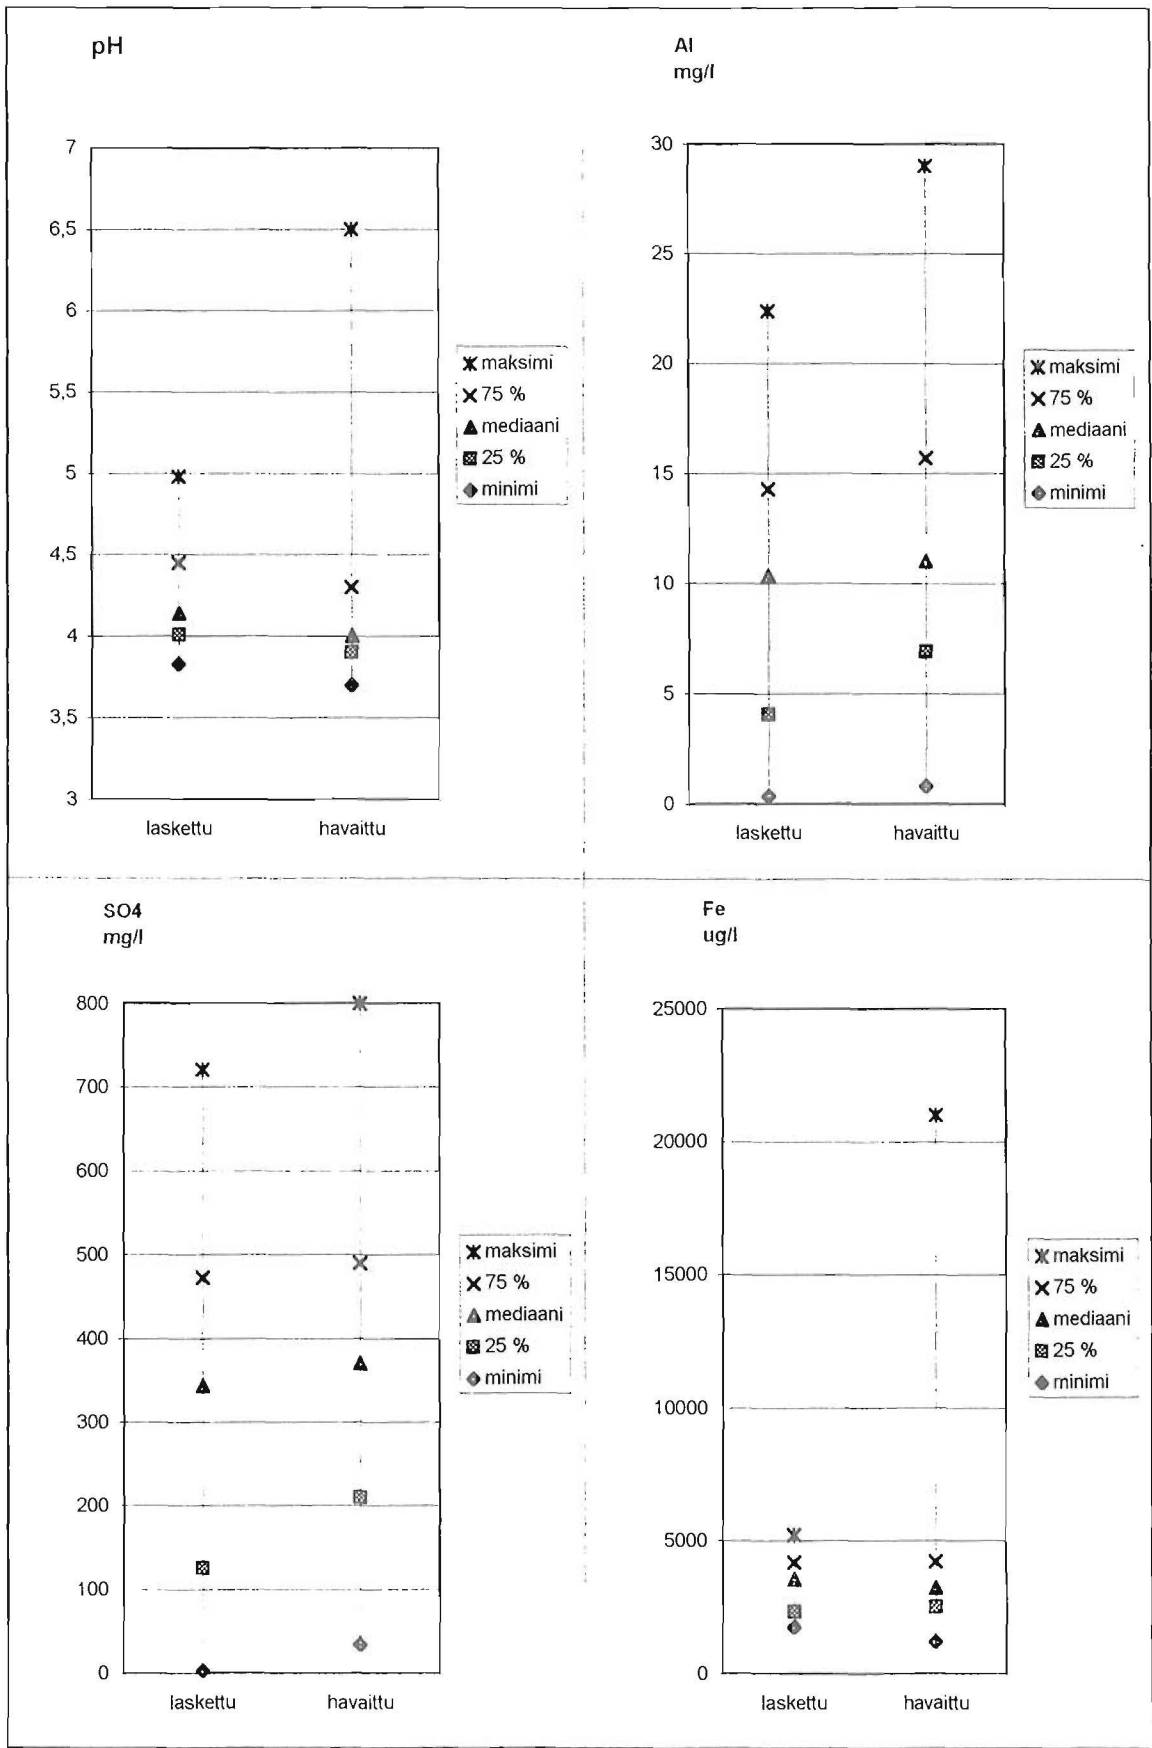 pH
7
6,5
6
5,5
5
4,5
4
3,5
3
laskettu havaittu
maksimi
75 %
mediaani
25 %
minimi
Al
mg/l
30
25
20
15
10
5
0
laskettu havaittu
maksimi
75 %
mediaani
25 %
minimi
SO4
mg/l
800
700
600
500
400
300
200
100
0
laskettu havaittu
maksimi
75 %
mediaani
25 %
minimi
Fe
ug/l
25000
20000
15000
10000
5000
0
laskettu havaittu
maksimi
75 %
mediaani
25 %
minimi